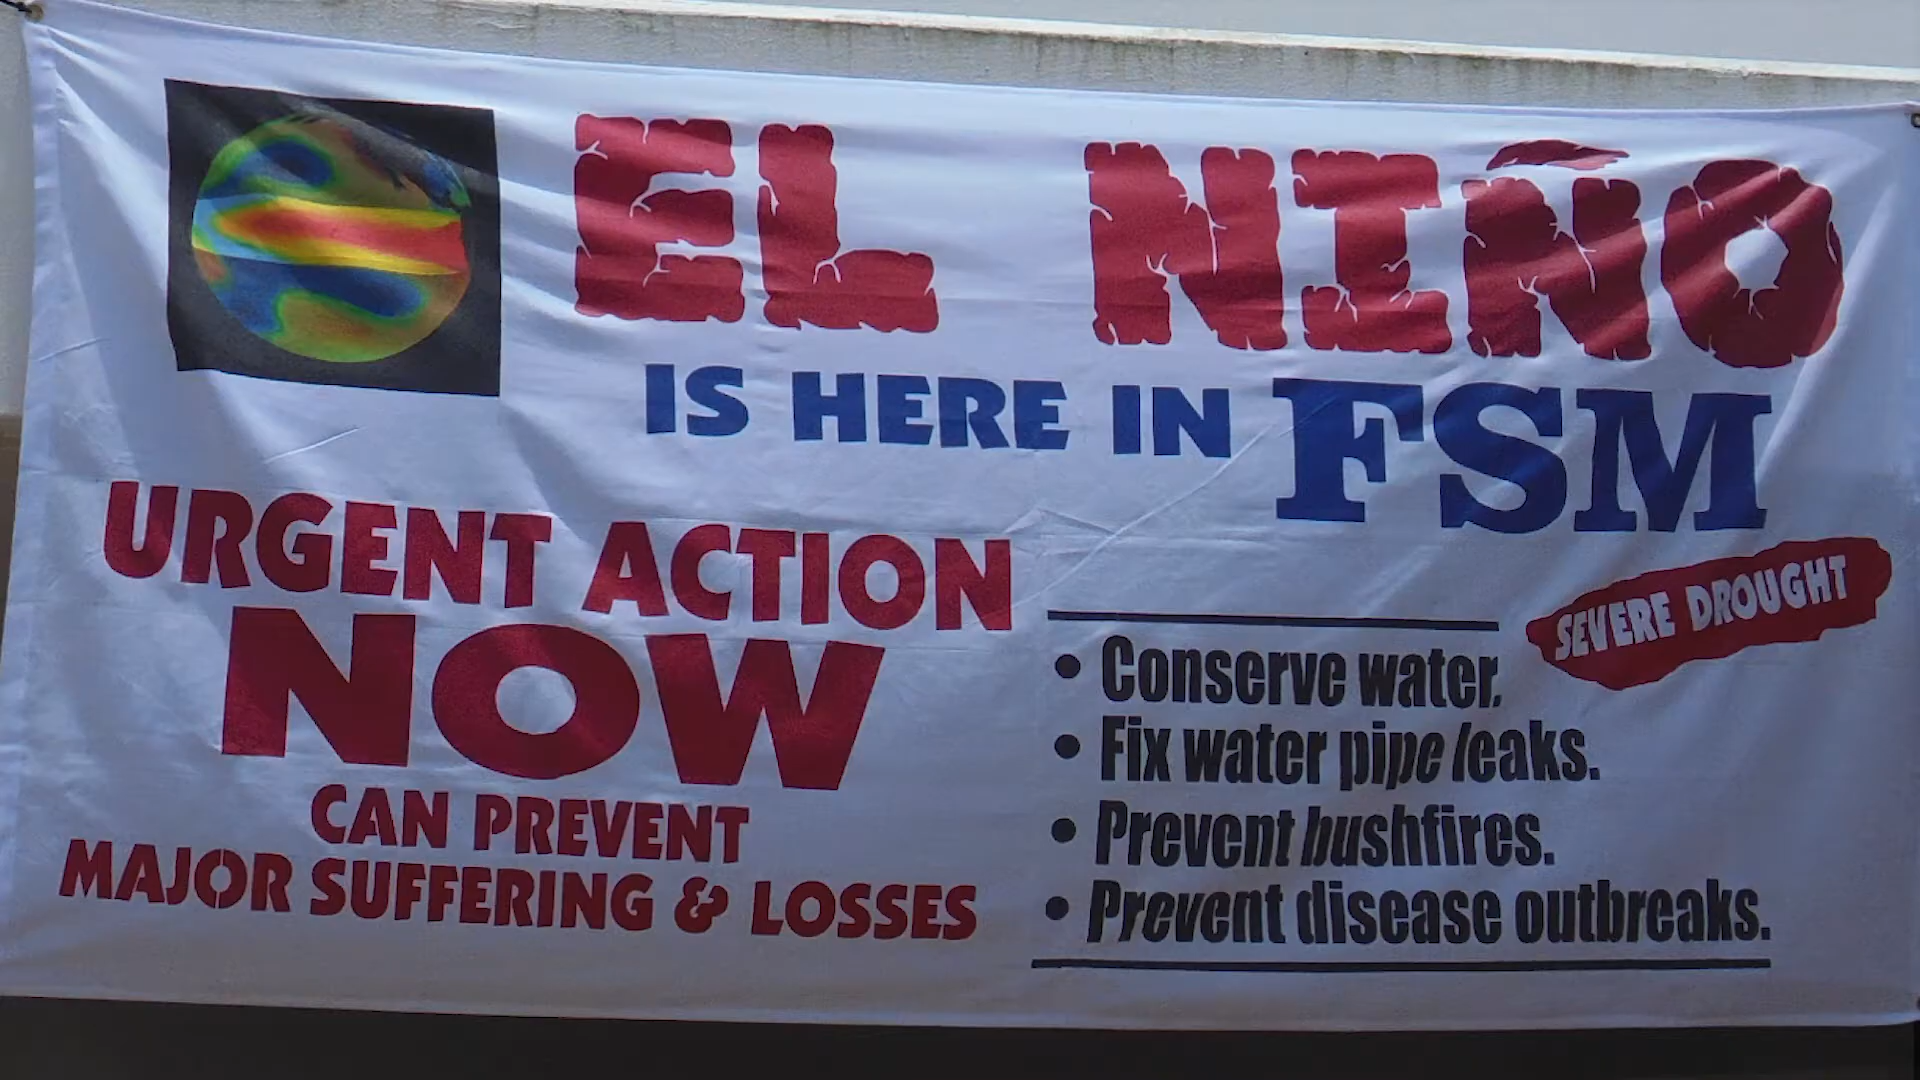 EL NIÑO
IS HERE IN FSM
URGENT ACTION
NOW
CAN PREVENT
MAJOR SUFFERING & LOSSES
SEVERE DROUGHT
• Conserve water.
• Fix water pipe leaks.
• Prevent bushfires.
• Prevent disease outbreaks.